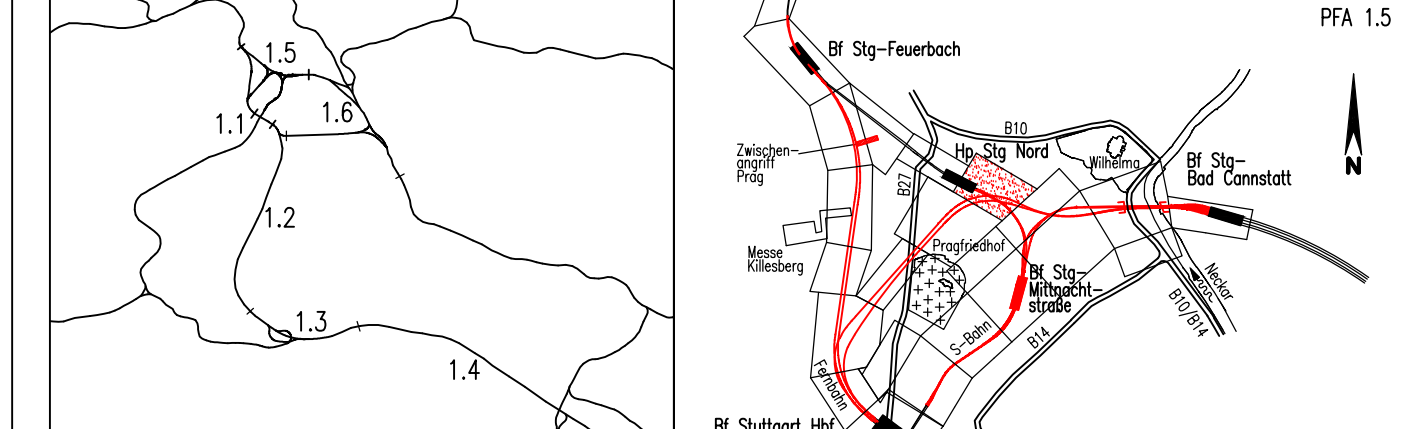 1.5
1.6
1.1
1.2
1.3
1.4
PFA 1.5
N
Bf Stg-Feuerbach
B10
Zwischen-
angriff
Prag
Hp Stg Nord
Wilhelma
Bf Stg-
Bad Cannstatt
B27
Messe
Killesberg
Pragfriedhof
Bf Stg-
Mittnacht-
straße
Neckar
B10/B14
S-Bahn
B14
Fernbahn
Bf Stuttgart Hbf